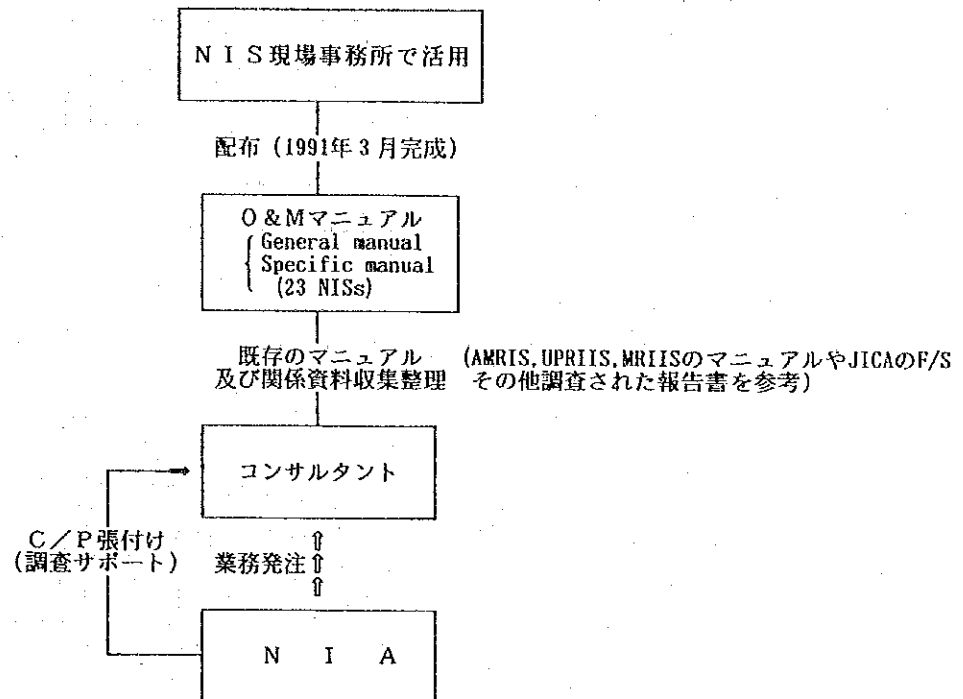 ＮＩＳ現場事務所で活用
配布（1991年３月完成）
Ｏ＆Ｍマニュアル
General manual
Specific manual
(23 NISs)
既存のマニュアル （AMRIS,UPRIIS,MRIISのマニュアルやJICAのF/S
及び関係資料収集整理 その他調査された報告書を参考）
コンサルタント
Ｃ／Ｐ張付け
（調査サポート） 業務発注
Ｎ Ｉ Ａ